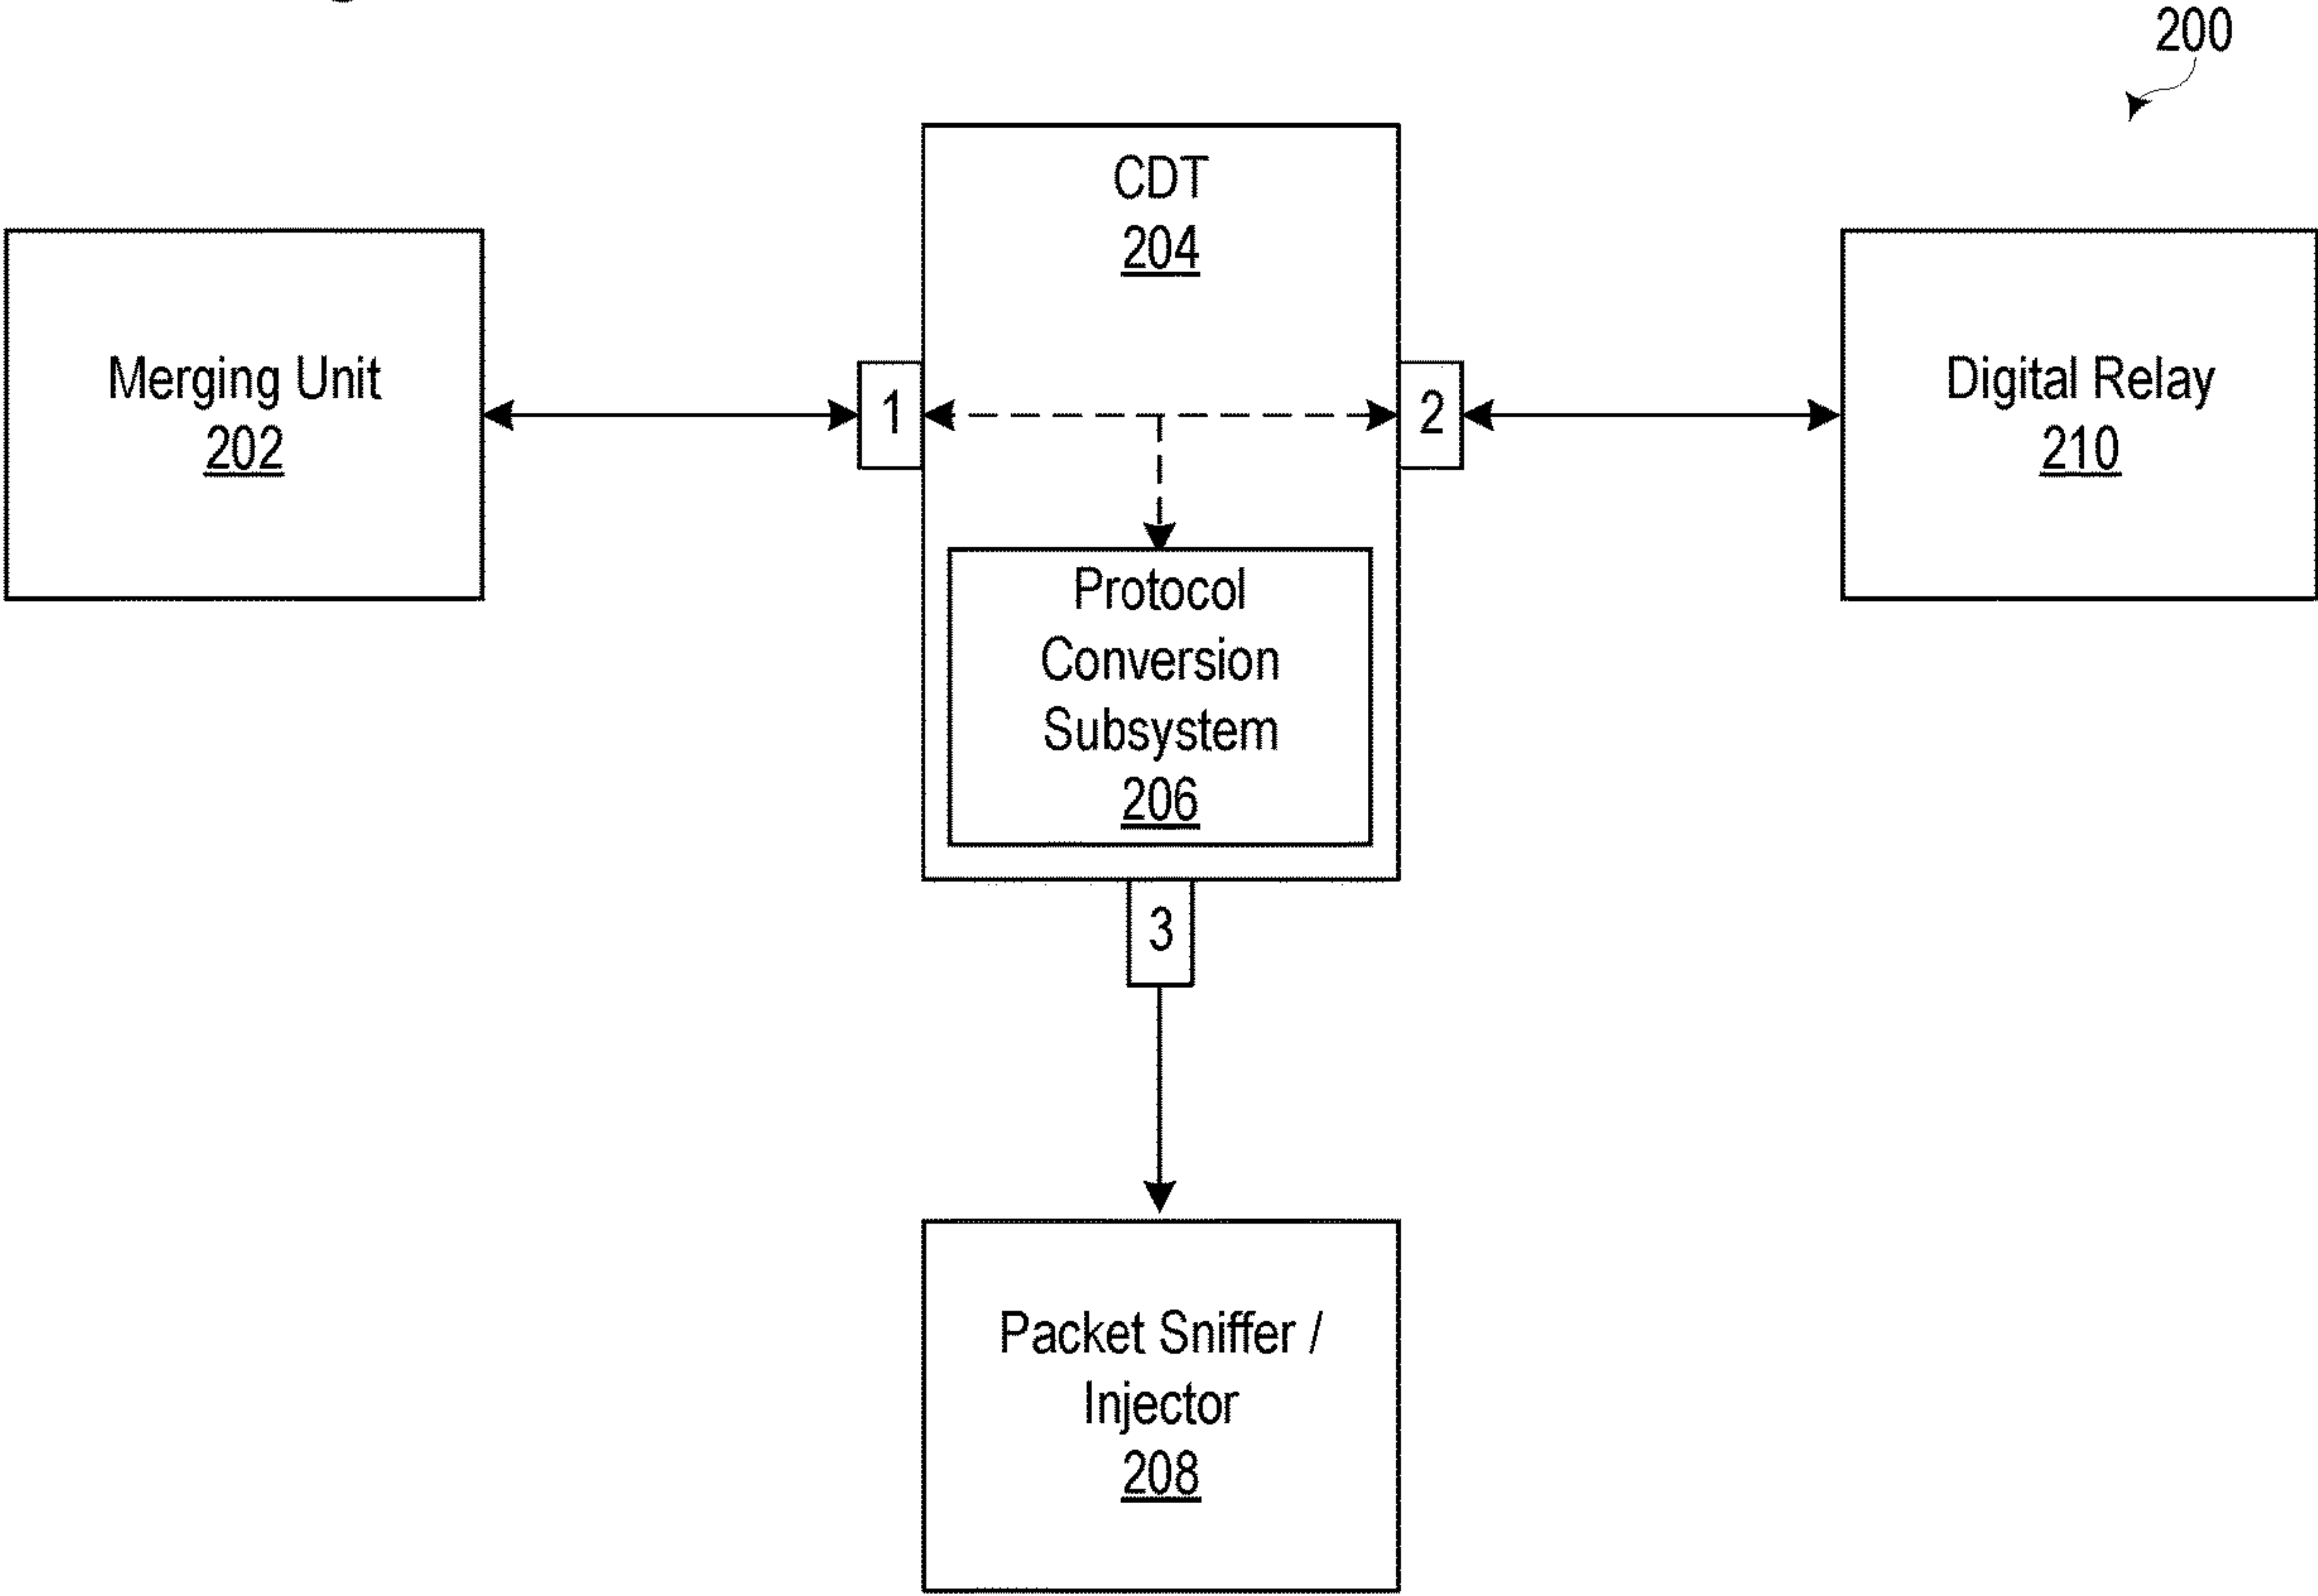 200
CDT
204
Merging Unit
202
1
2
Digital Relay
210
Protocol
Conversion
Subsystem
206
3
Packet Sniffer /
Injector
208